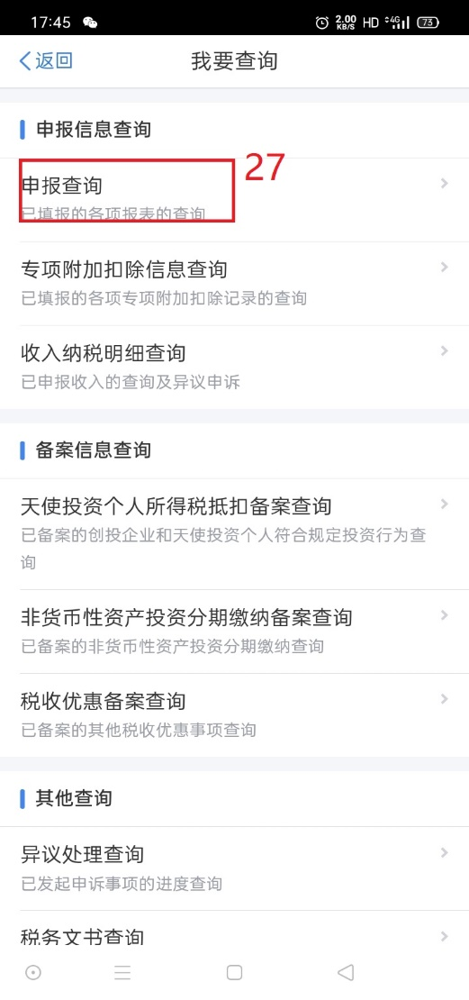 17:45 2.00 KB/S HD 4G 73
返回 我要查询
申报信息查询
27
申报查询
已填报的各项报表的查询
专项附加扣除信息查询
已填报的各项专项附加扣除记录的查询
收入纳税明细查询
已申报收入的查询及异议申诉
备案信息查询
天使投资个人所得税抵扣备案查询
已备案的创投企业和天使投资个人符合规定投资行为查
询
非货币性资产投资分期缴纳备案查询
已备案的非货币性资产投资分期缴纳查询
税收优惠备案查询
已备案的其他税收优惠事项查询
其他查询
异议处理查询
已发起申诉事项的进度查询
税务文书查询